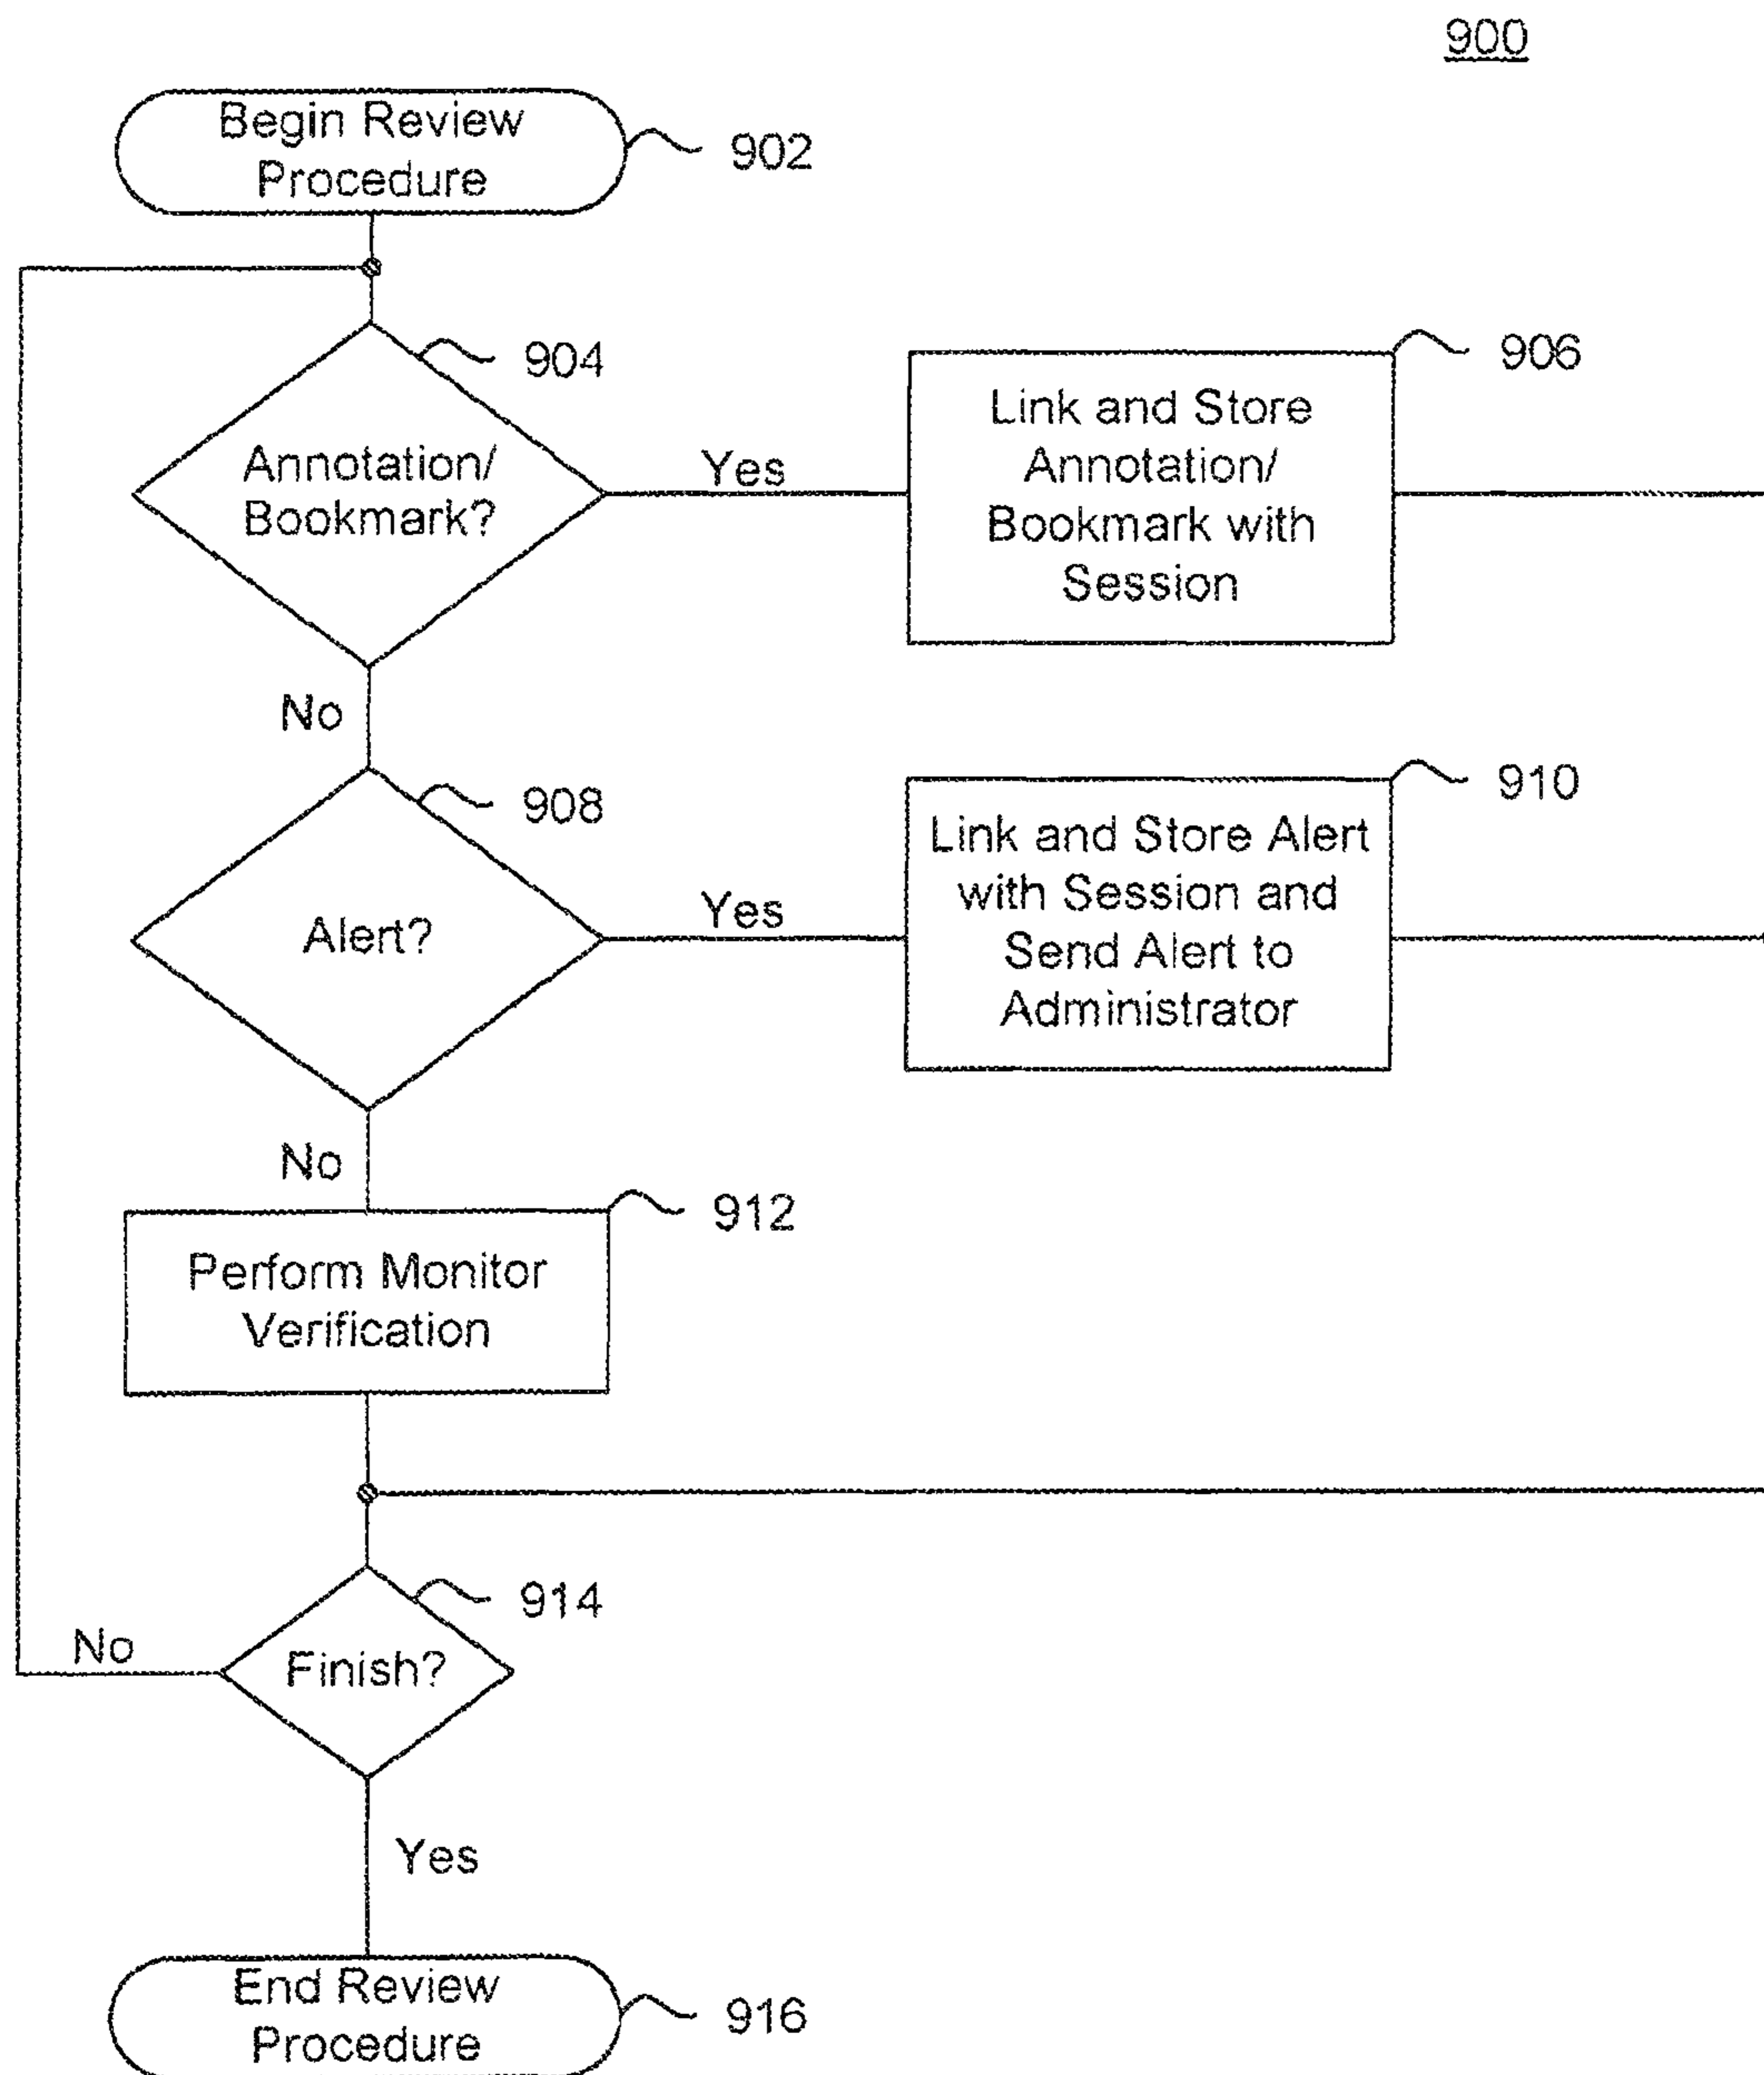 900
Begin Review
Procedure
902
904
Annotation/
Bookmark?
Yes
906
Link and Store
Annotation/
Bookmark with
Session
No
908
Alert?
Yes
910
Link and Store Alert
with Session and
Send Alert to
Administrator
No
912
Perform Monitor
Verification
914
Finish?
No
Yes
End Review
Procedure
916